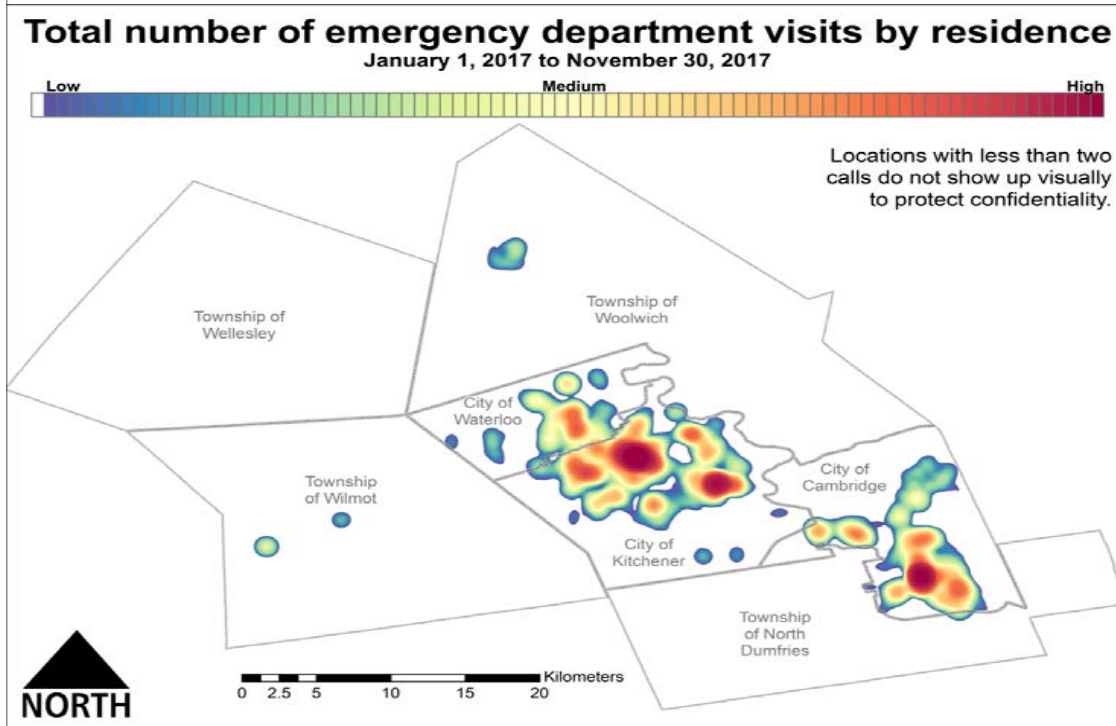 Total number of emergency department visits by residence
January 1, 2017 to November 30, 2017
Low Medium High
Locations with less than two
calls do not show up visually
to protect confidentiality.
Township of
Wellesley
Township of
Woolwich
City of
Waterloo
Township
of Wilmot
City of
Cambridge
City of
Kitchener
Township
of North
Dumfries
NORTH
Kilometers
0 2.5 5 10 15 20